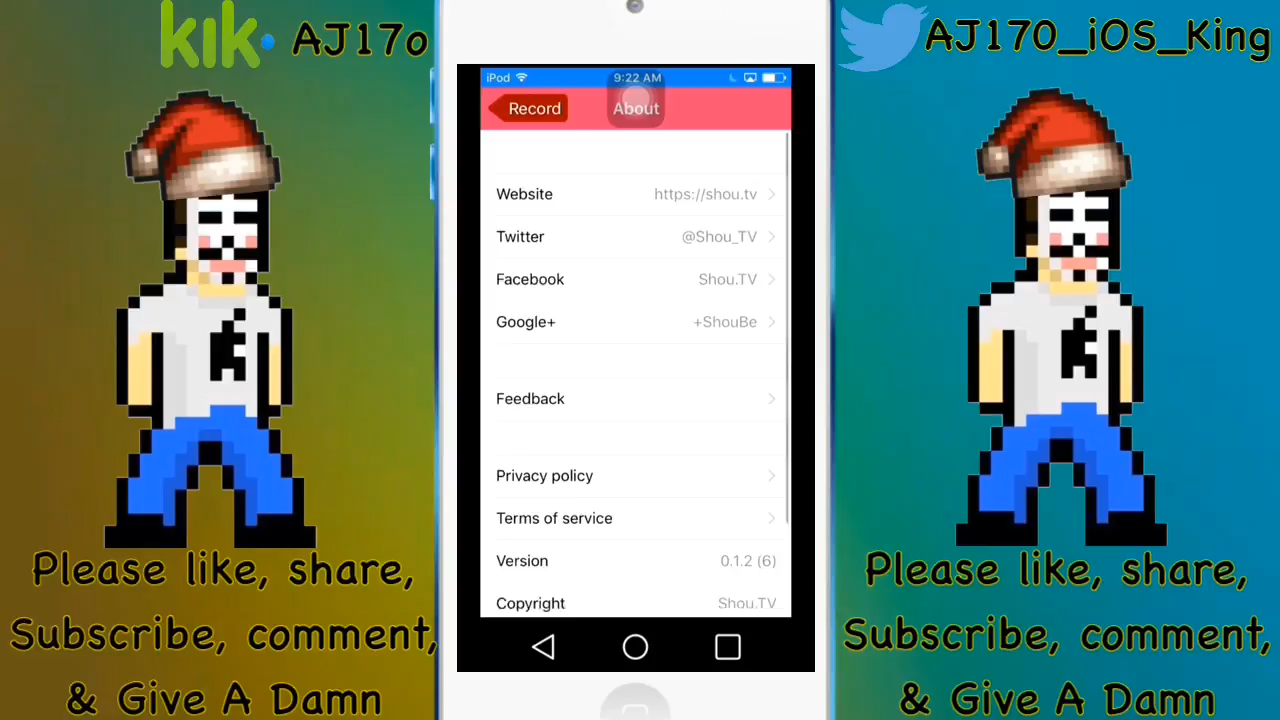 kik AJ17o
AJ170_iOS_King
iPod 9:22 AM
Record About
Website https://shou.tv
Twitter @Shou_TV
Facebook Shou.TV
Google+ +ShouBe
Feedback
Privacy policy
Terms of service
Version 0.1.2 (6)
Copyright Shou.TV
Please like, share,
Subscribe, comment,
& Give A Damn
Please like, share,
Subscribe, comment,
& Give A Damn